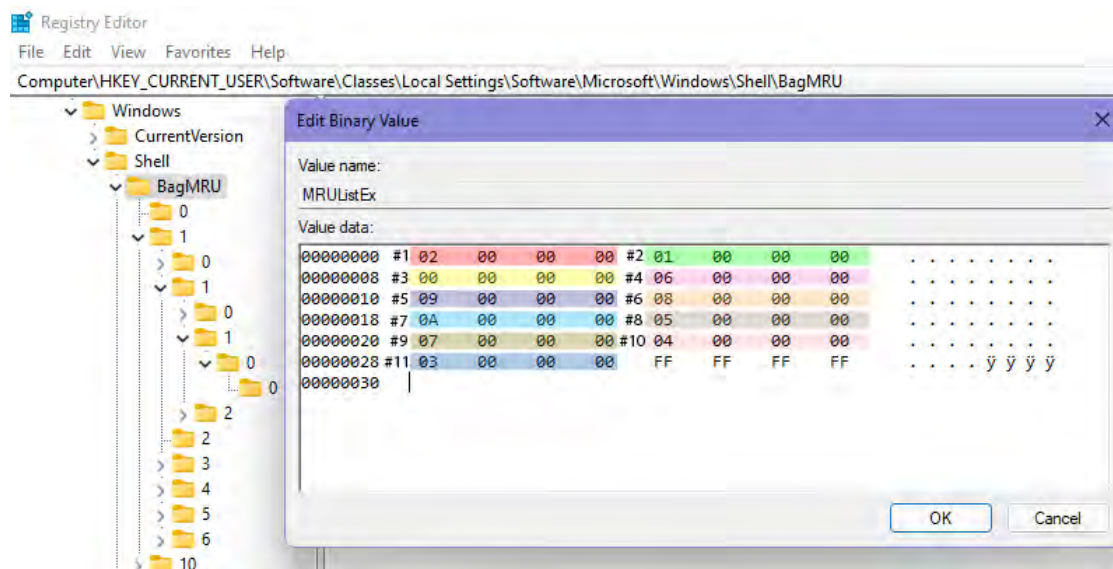 Registry Editor
File Edit View Favorites Help
Computer\HKEY_CURRENT_USER\Software\Classes\Local Settings\Software\Microsoft\Windows\Shell\BagMRU
Windows
CurrentVersion
Shell
BagMRU
0
1
0
1
0
1
0
0
2
2
3
4
5
6
10
Edit Binary Value
Value name:
MRUListEx
Value data:
00000000 #1 02 00 00 00 #2 01 00 00 00 . . . . . . . .
00000008 #3 00 00 00 00 #4 06 00 00 00 . . . . . . . .
00000010 #5 09 00 00 00 #6 08 00 00 00 . . . . . . . .
00000018 #7 0A 00 00 00 #8 05 00 00 00 . . . . . . . .
00000020 #9 07 00 00 00 #10 04 00 00 00 . . . . . . . .
00000028 #11 03 00 00 00 FF FF FF FF . . . . ÿ ÿ ÿ ÿ
00000030
OK Cancel